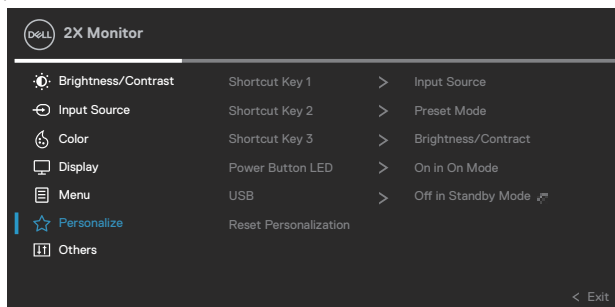 DELL 2X Monitor
Brightness/Contrast Shortcut Key 1 > Input Source
Input Source Shortcut Key 2 > Preset Mode
Color Shortcut Key 3 > Brightness/Contract
Display Power Button LED > On in On Mode
Menu USB > Off in Standby Mode
Personalize Reset Personalization
Others
< Exit